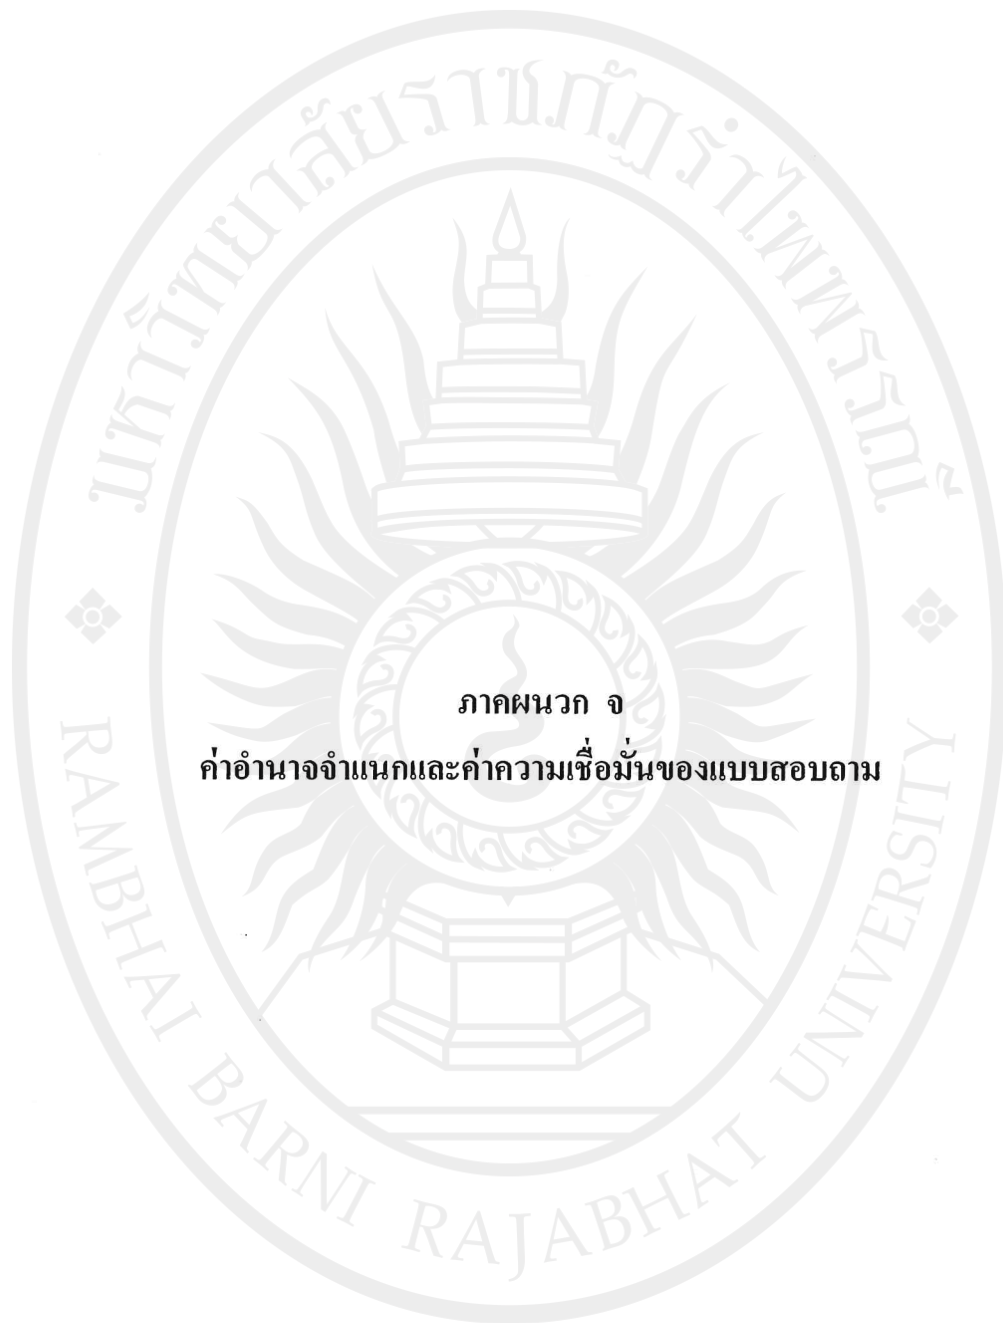 มหาวิทยาลัยราชภัฏรำไพพรรณี
ภาคผนวก จ
ค่าอำนาจจำแนกและค่าความเชื่อมั่นของแบบสอบถาม
RAMBHAI BARNI RAJABHAT UNIVERSITY